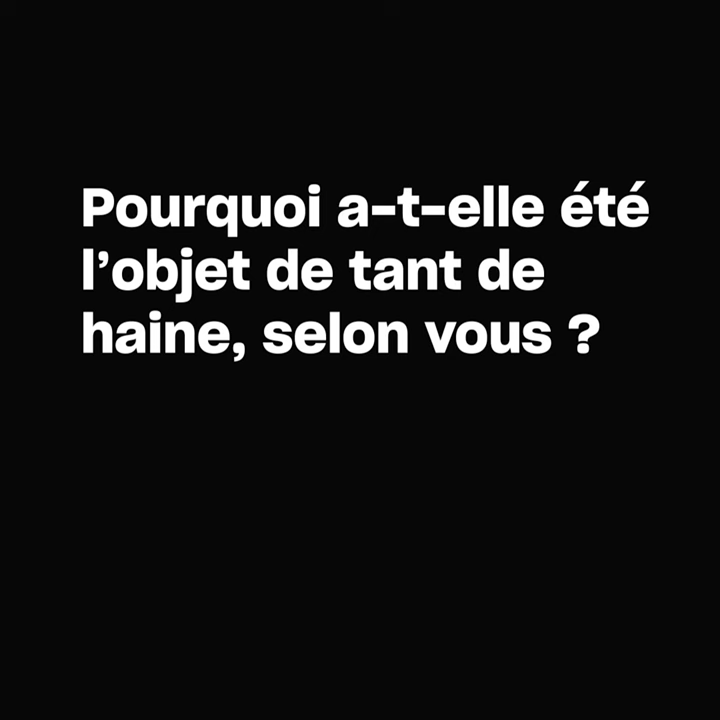 Pourquoi a-t-elle été
l’objet de tant de
haine, selon vous ?